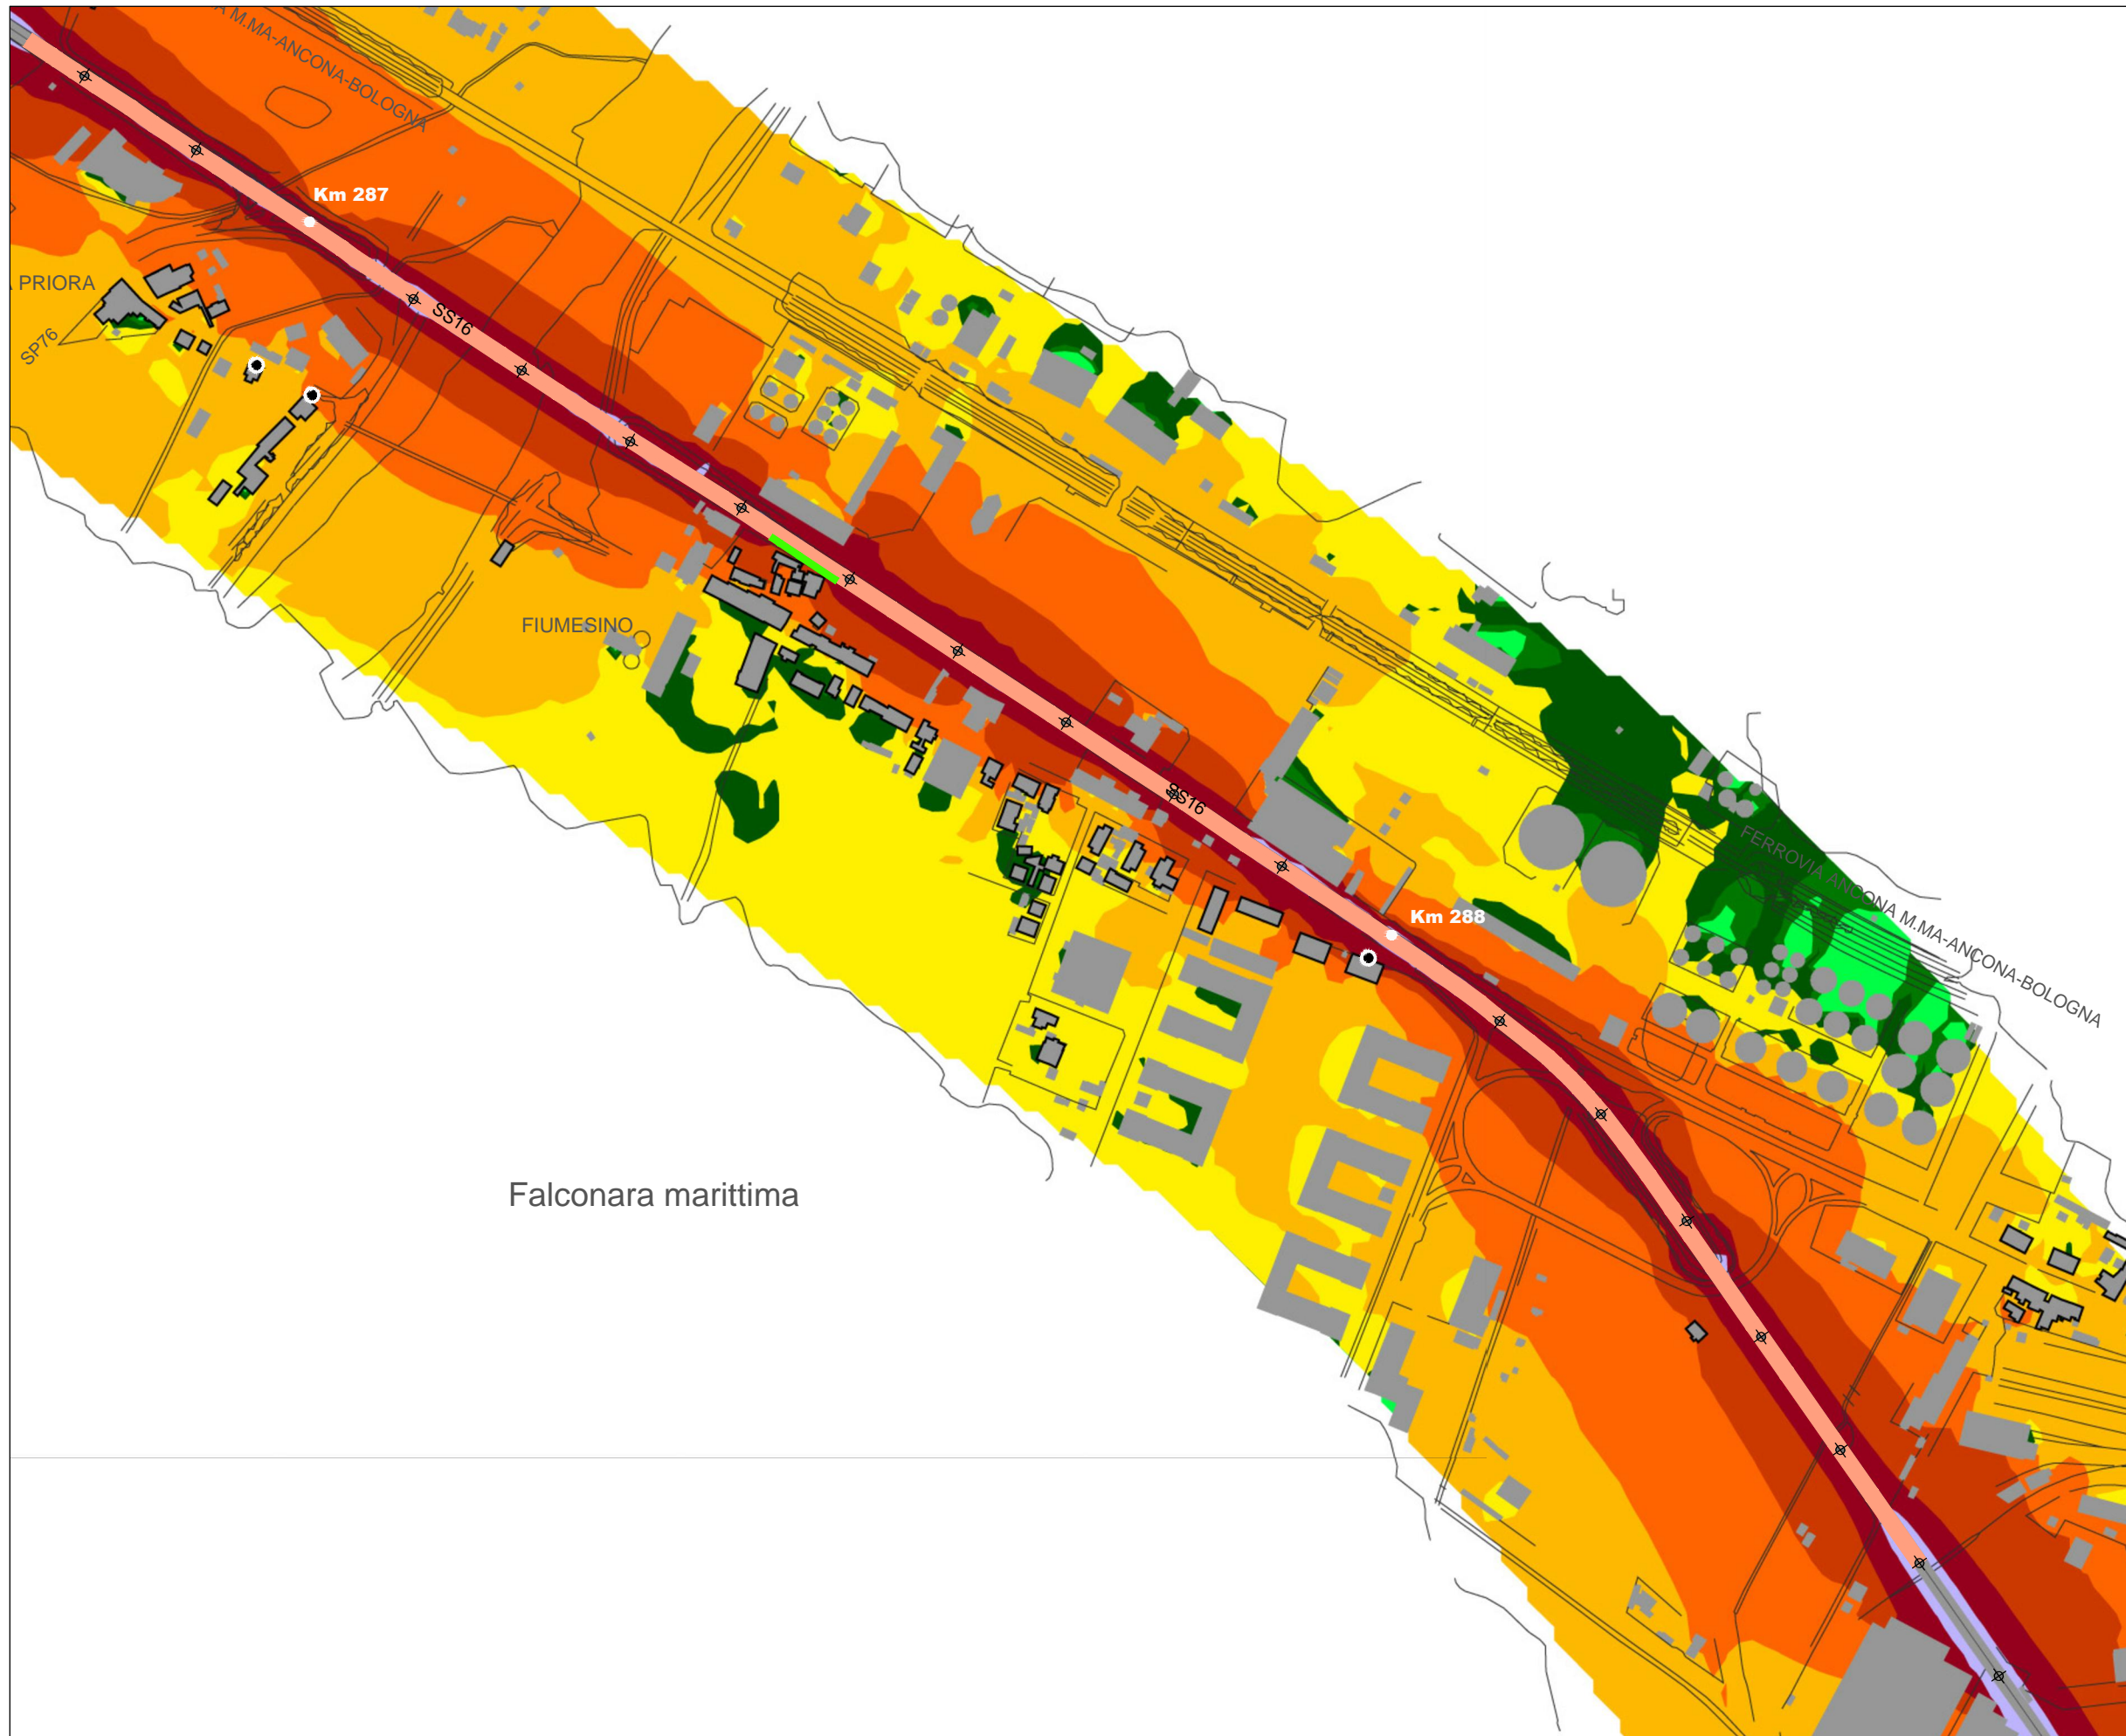 A M.MA-ANCONA-BOLOGNA
Km 287
PRIORA
SP76
SS16
FIUMESINO
SS16
Km 288
FERROVIA ANCONA M.MA-ANCONA-BOLOGNA
Falconara marittima